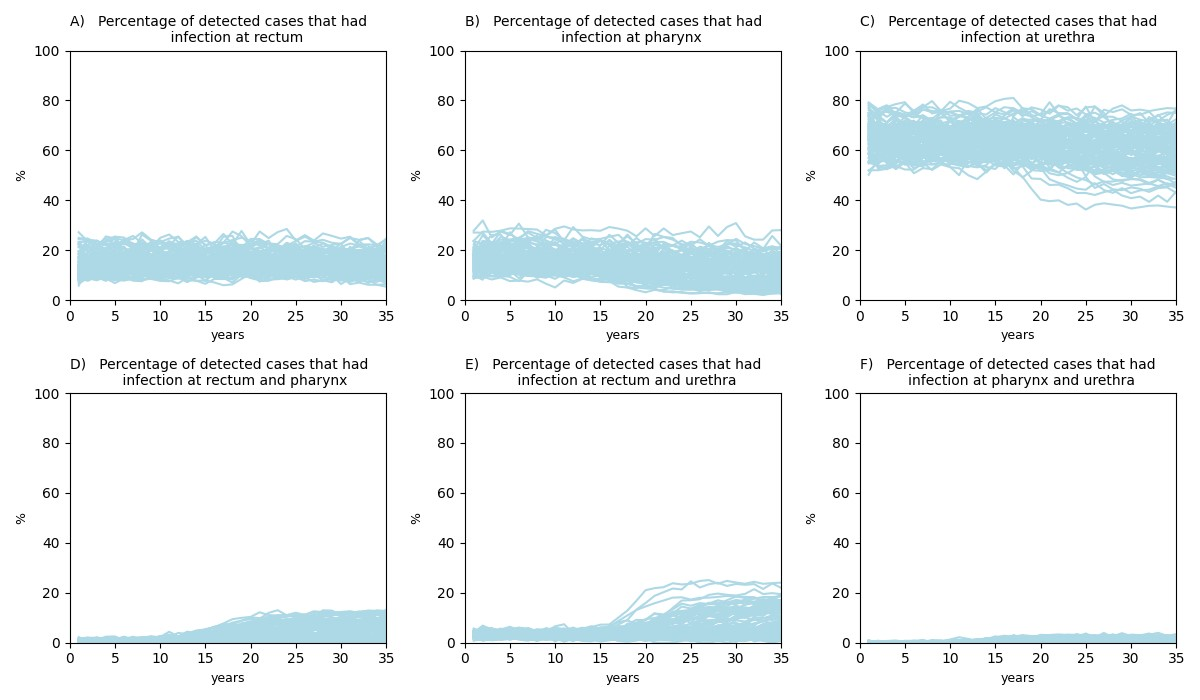 A)   Percentage of detected cases that had
infection at rectum
100
80
60
40
20
0
%
0 5 10 15 20 25 30 35
years
B)   Percentage of detected cases that had
infection at pharynx
100
80
60
40
20
0
%
0 5 10 15 20 25 30 35
years
C)   Percentage of detected cases that had
infection at urethra
100
80
60
40
20
0
%
0 5 10 15 20 25 30 35
years
D)   Percentage of detected cases that had
infection at rectum and pharynx
100
80
60
40
20
0
%
0 5 10 15 20 25 30 35
years
E)   Percentage of detected cases that had
infection at rectum and urethra
100
80
60
40
20
0
%
0 5 10 15 20 25 30 35
years
F)   Percentage of detected cases that had
infection at pharynx and urethra
100
80
60
40
20
0
%
0 5 10 15 20 25 30 35
years